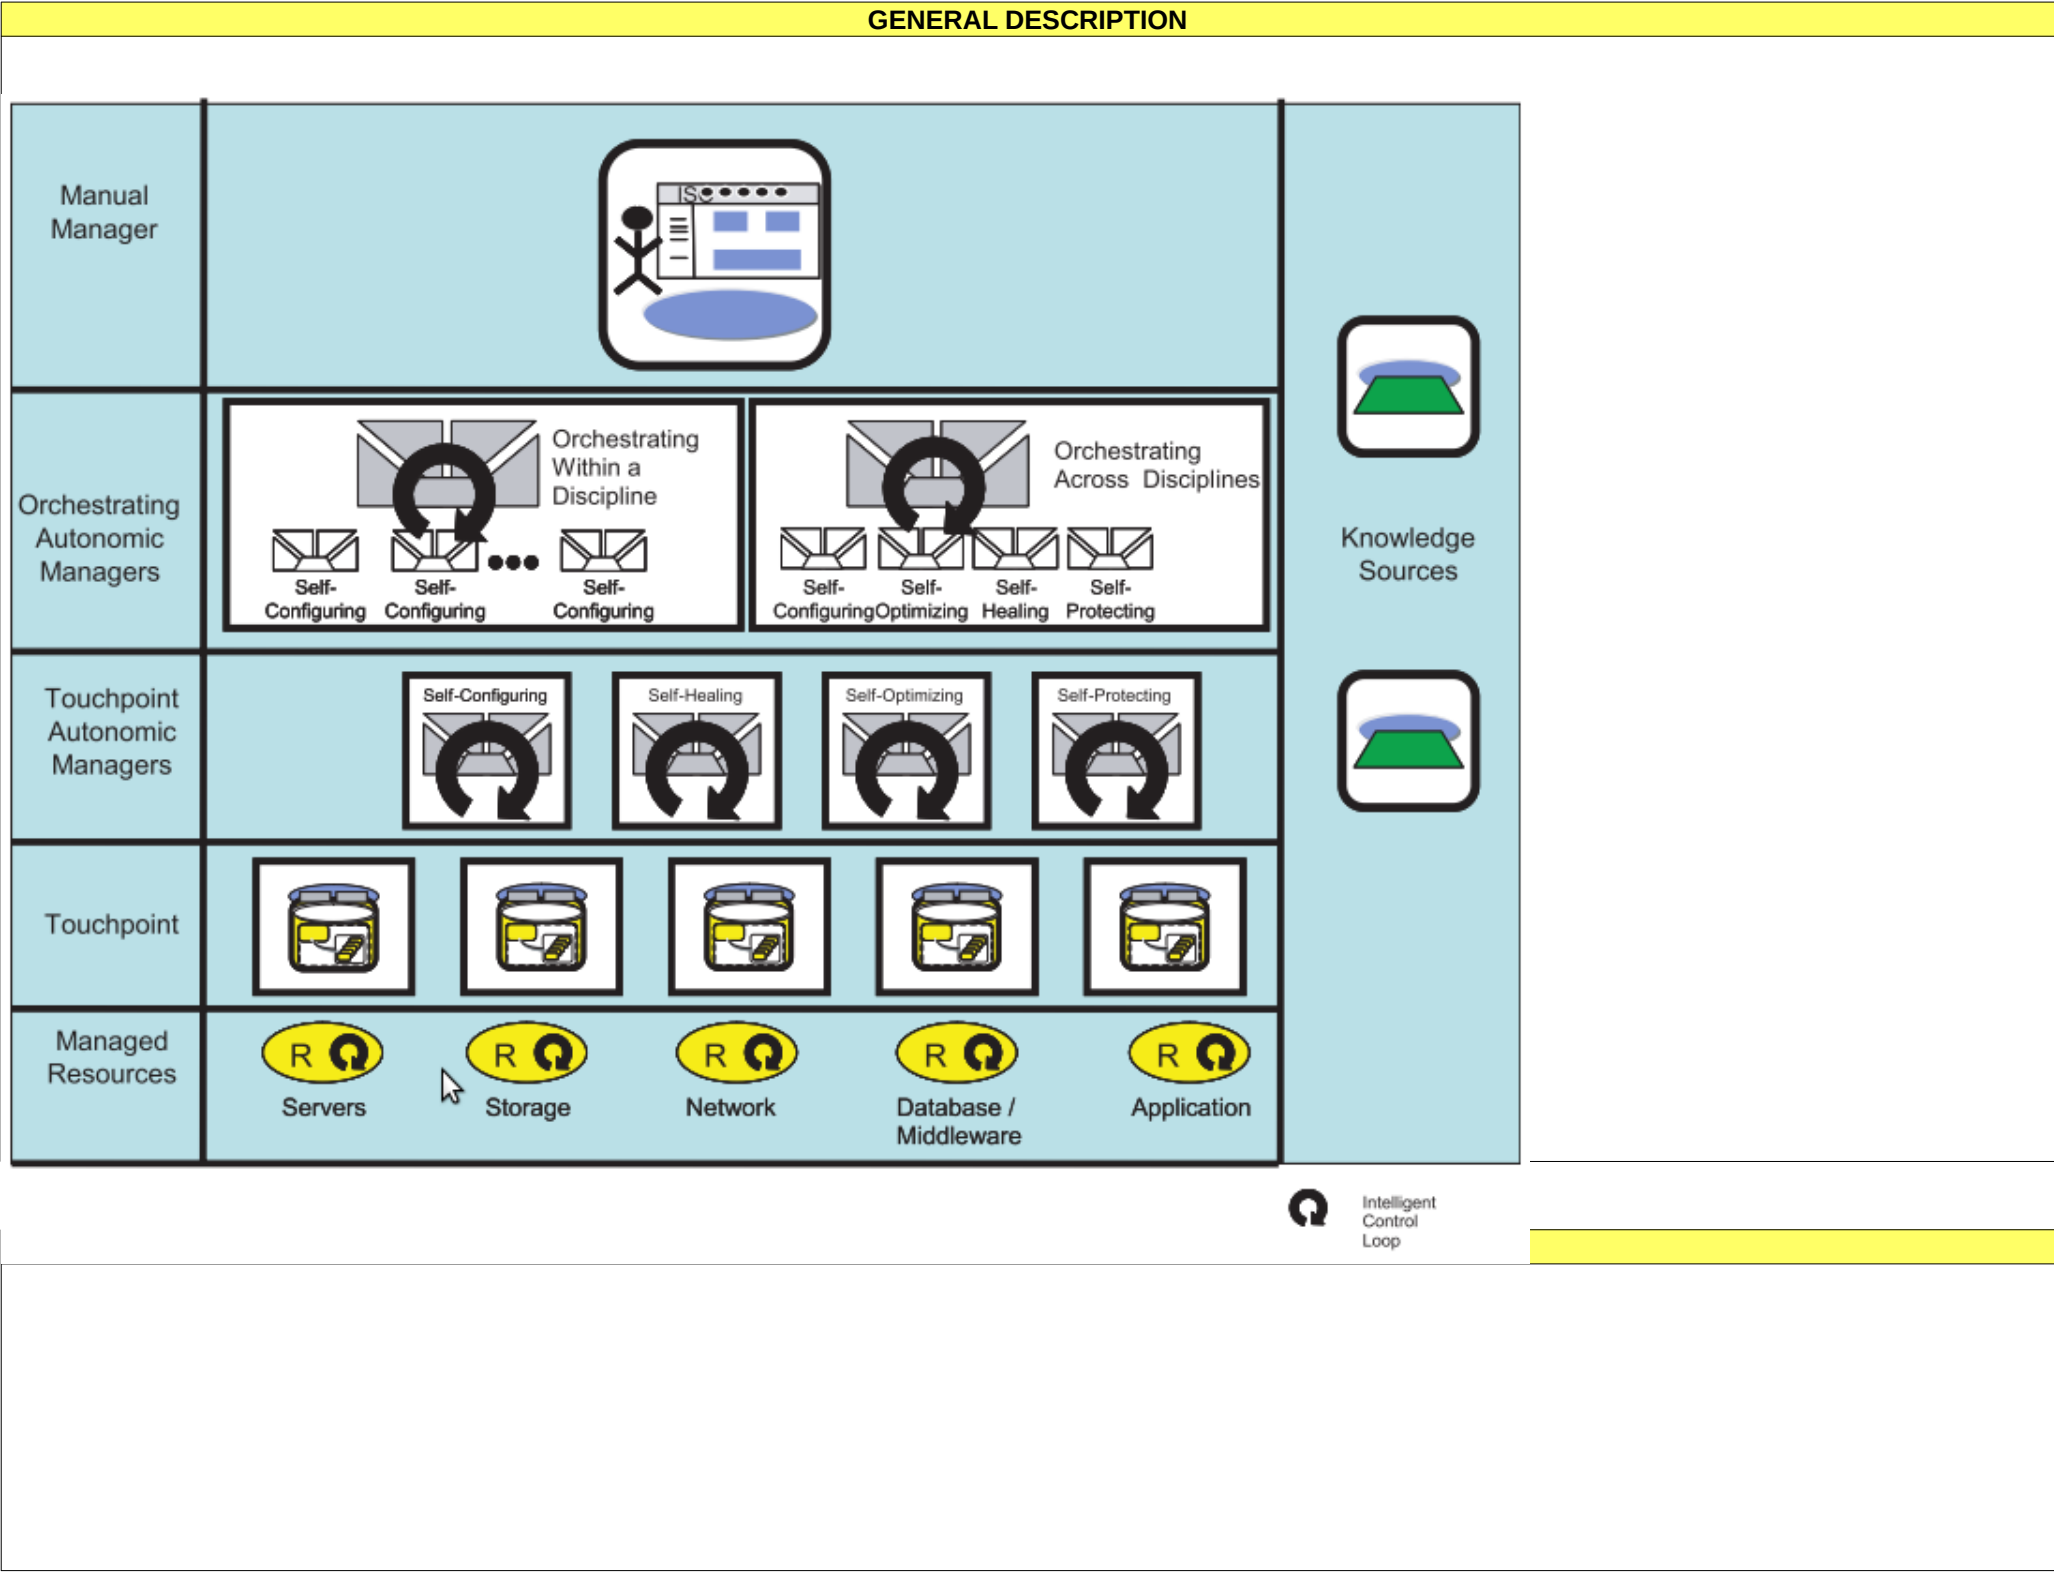 GENERAL DESCRIPTION
Manual
Manager
ISC
Orchestrating
Autonomic
Managers
Orchestrating
Within a
Discipline
Self-
Configuring
Self-
Configuring
Self-
Configuring
Orchestrating
Across Disciplines
Self-
Configuring
Self-
Optimizing
Self-
Healing
Self-
Protecting
Knowledge
Sources
Touchpoint
Autonomic
Managers
Self-Configuring
Self-Healing
Self-Optimizing
Self-Protecting
Touchpoint
Managed
Resources
R
R
R
R
R
Servers
Storage
Network
Database /
Middleware
Application
Intelligent
Control
Loop